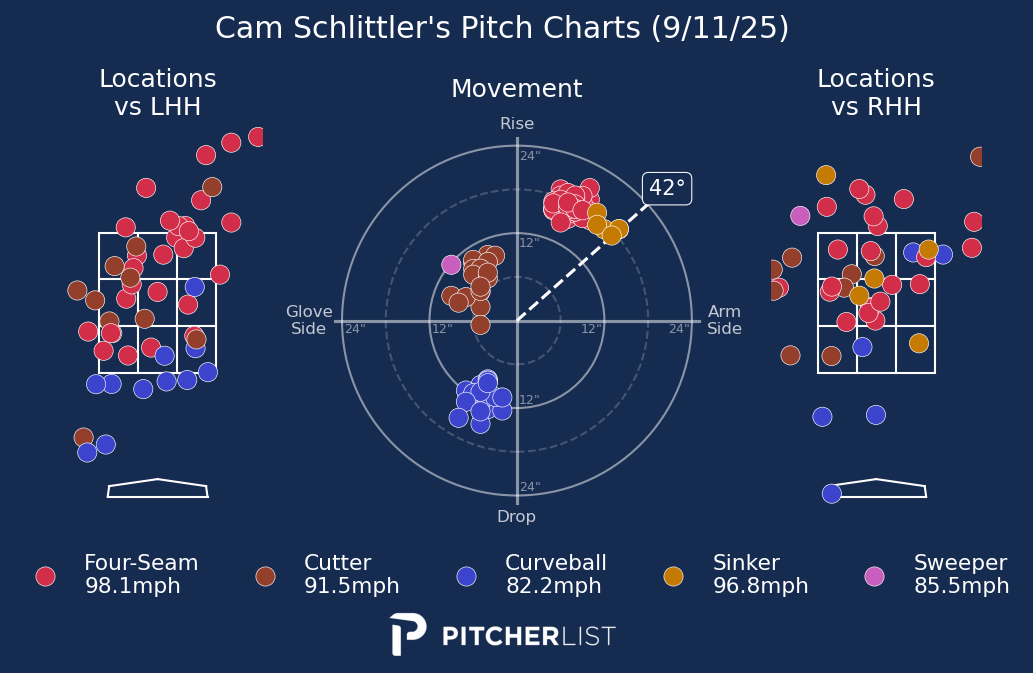 Cam Schlittler's Pitch Charts (9/11/25)
Locations
vs LHH
Movement
Locations
vs RHH
Rise
24"
42°
12"
Glove
Side
24"
12"
12"
24"
Arm
Side
12"
24"
Drop
Four-Seam
98.1mph
Cutter
91.5mph
Curveball
82.2mph
Sinker
96.8mph
Sweeper
85.5mph
PITCHERLIST